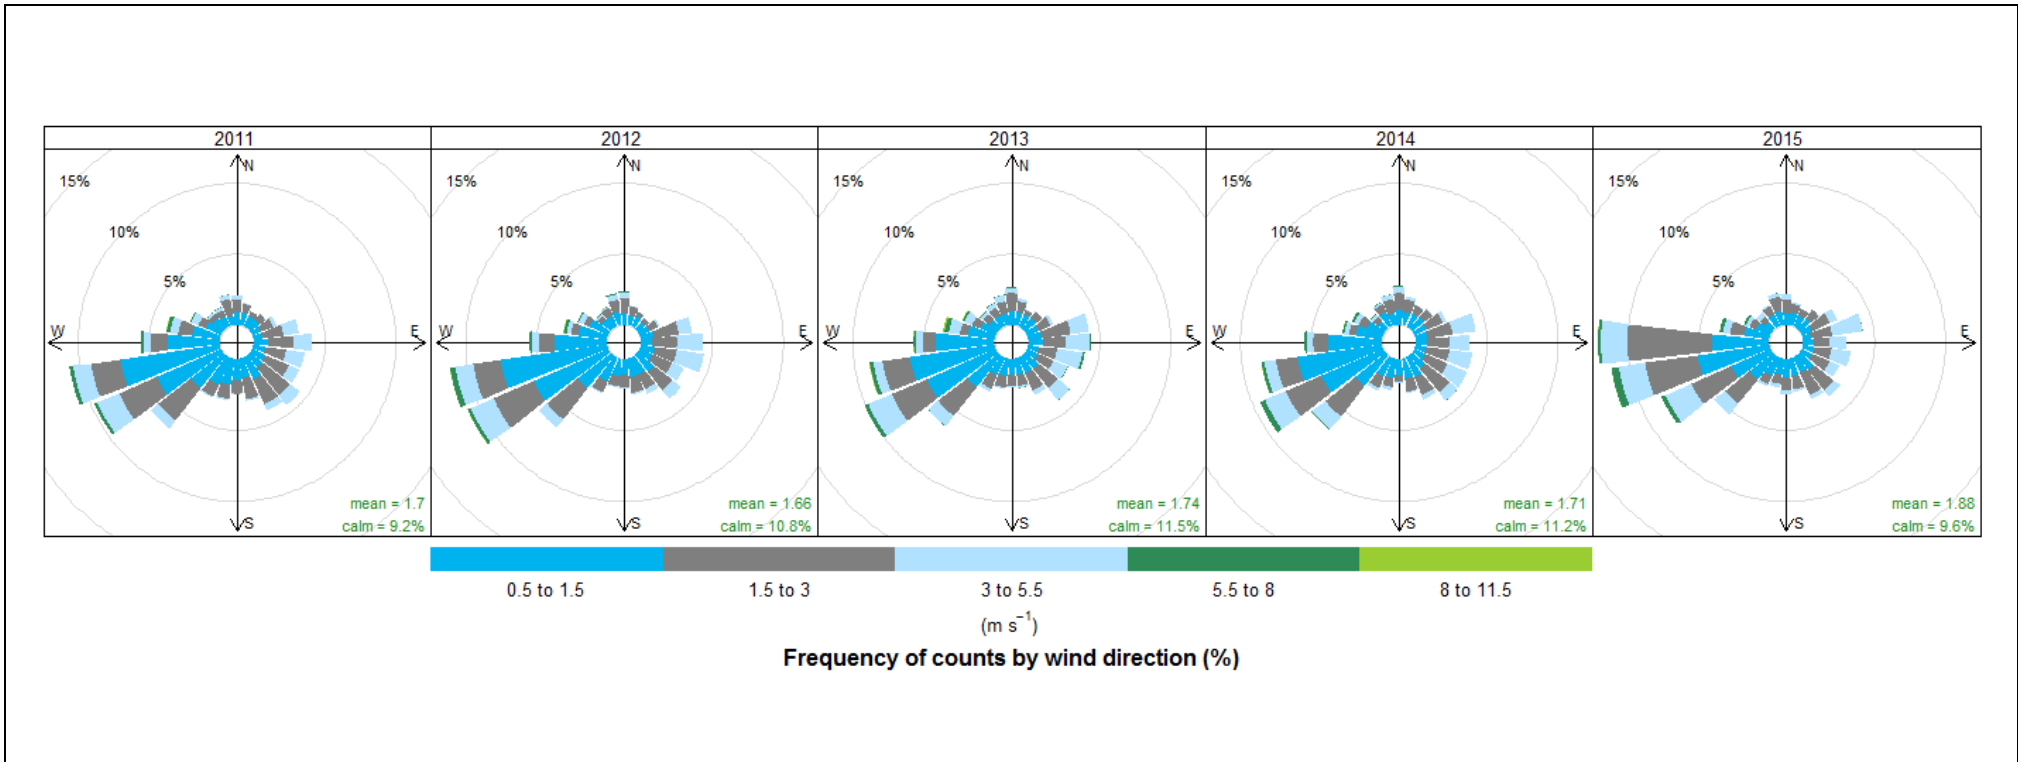 2011 2012 2013 2014 2015
N N N N N
15% 15% 15% 15% 15%
10% 10% 10% 10% 10%
5% 5% 5% 5% 5%
W E W E W E W E W E
mean = 1.7 mean = 1.66 mean = 1.74 mean = 1.71 mean = 1.88
S S S S S
calm = 9.2% calm = 10.8% calm = 11.5% calm = 11.2% calm = 9.6%
0.5 to 1.5 1.5 to 3 3 to 5.5 5.5 to 8 8 to 11.5
(m s⁻¹)
Frequency of counts by wind direction (%)